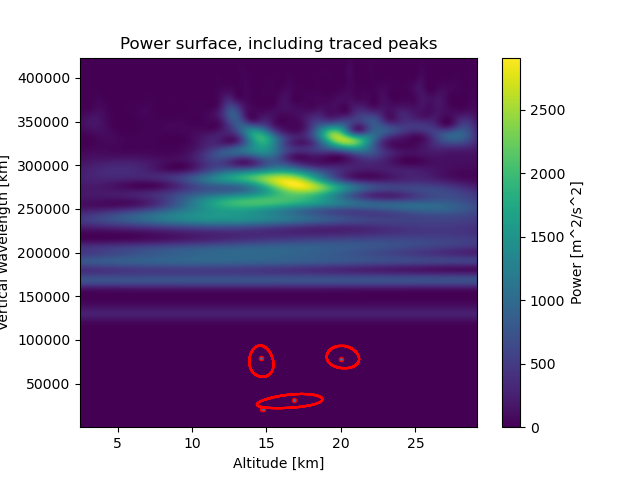 Power surface, including traced peaks
400000
350000
300000
250000
200000
150000
100000
50000
Vertical Wavelength [km]
5 10 15 20 25
Altitude [km]
2500
2000
1500
1000
500
0
Power [m^2/s^2]